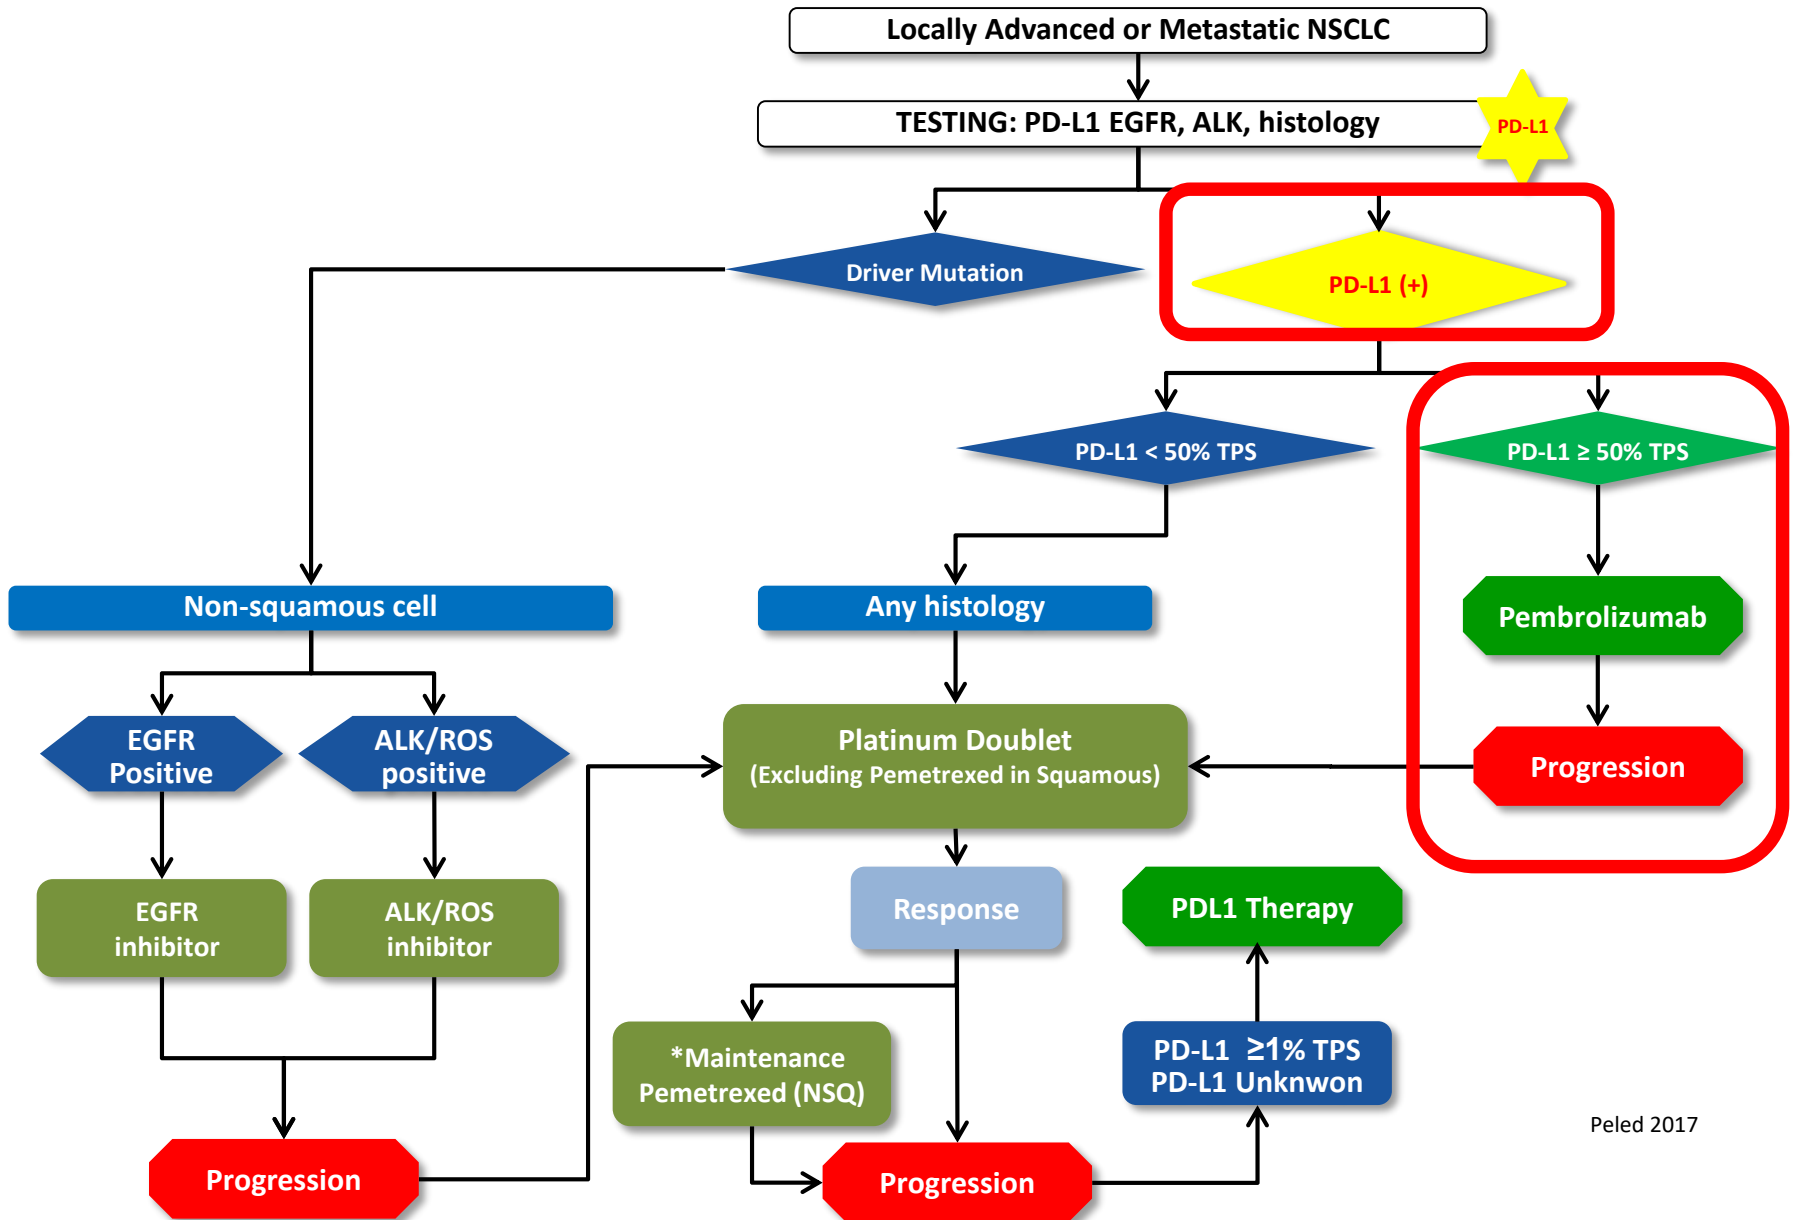 Locally Advanced or Metastatic NSCLC
TESTING: PD-L1 EGFR, ALK, histology
PD-L1
Driver Mutation
PD-L1 (+)
PD-L1 < 50% TPS
PD-L1 ≥ 50% TPS
Non-squamous cell
Any histology
Pembrolizumab
EGFR
Positive
ALK/ROS
positive
Platinum Doublet
(Excluding Pemetrexed in Squamous)
Progression
EGFR
inhibitor
ALK/ROS
inhibitor
Response
PDL1 Therapy
*Maintenance
Pemetrexed (NSQ)
PD-L1 ≥1% TPS
PD-L1 Unknwon
Peled 2017
Progression
Progression